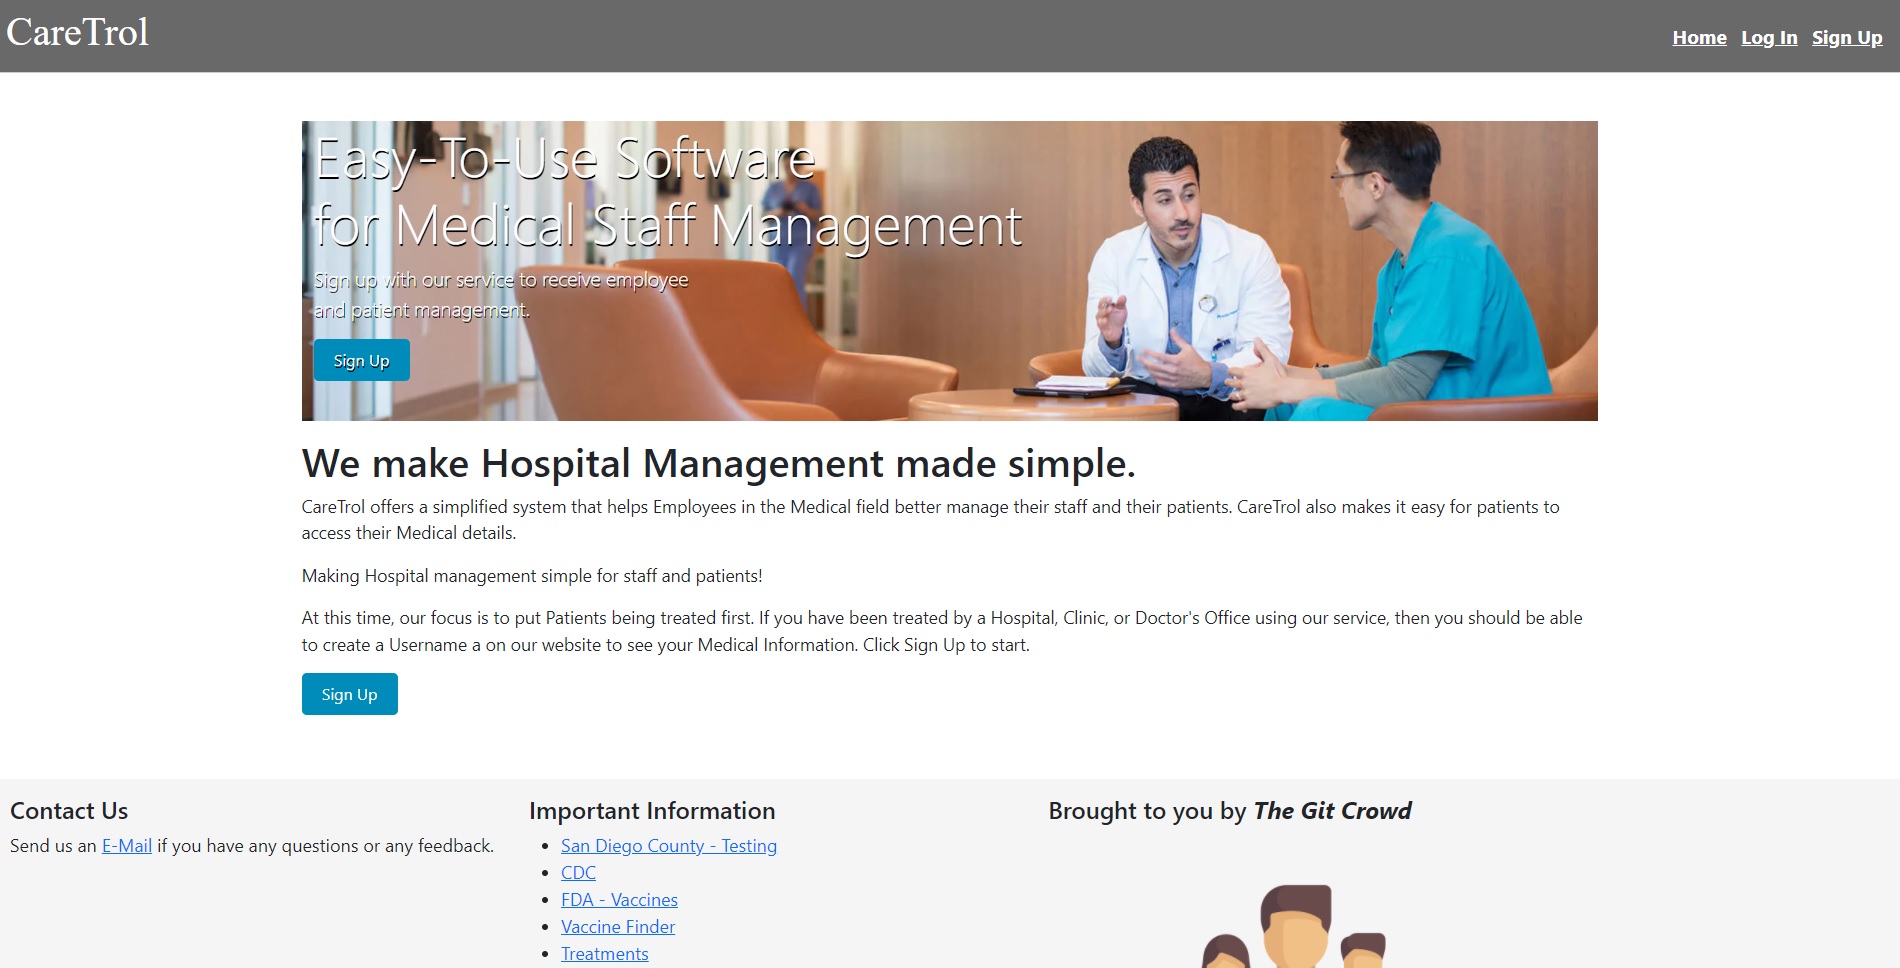 CareTrol
Home Log In Sign Up
Easy-To-Use Software
for Medical Staff Management
Sign up with our service to receive employee
and patient management.
Sign Up
We make Hospital Management made simple.
CareTrol offers a simplified system that helps Employees in the Medical field better manage their staff and their patients. CareTrol also makes it easy for patients to
access their Medical details.
Making Hospital management simple for staff and patients!
At this time, our focus is to put Patients being treated first. If you have been treated by a Hospital, Clinic, or Doctor's Office using our service, then you should be able
to create a Username a on our website to see your Medical Information. Click Sign Up to start.
Sign Up
Contact Us
Send us an E-Mail if you have any questions or any feedback.
Important Information
San Diego County - Testing
CDC
FDA - Vaccines
Vaccine Finder
Treatments
Brought to you by The Git Crowd